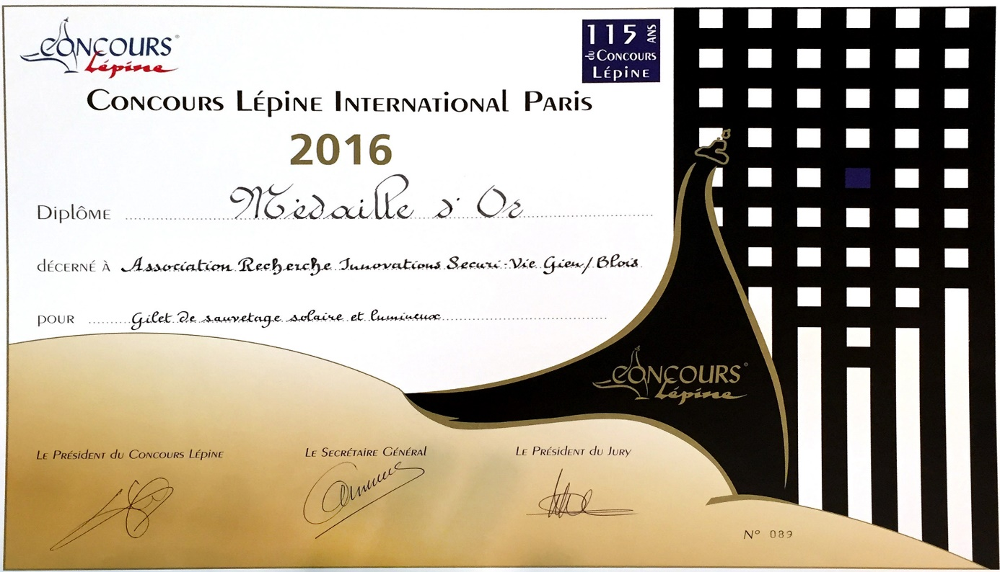 CONCOURS®
Lépine
115 ANS
du CONCOURS
Lépine
CONCOURS LÉPINE INTERNATIONAL PARIS
2016
Diplôme Médaille d'Or
DÉCERNÉ À Association Recherche Innovations Securi-Vie Gien/Blois
POUR Gilet de sauvetage solaire et lumineux
CONCOURS®
Lépine
LE PRÉSIDENT DU CONCOURS LÉPINE
LE SECRÉTAIRE GÉNÉRAL
LE PRÉSIDENT DU JURY
N° 089